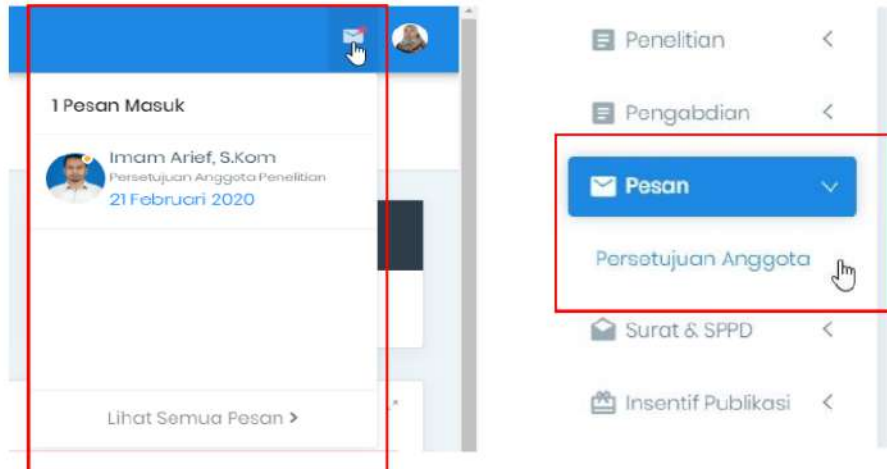 1 Pesan Masuk
Imam Arief, S.Kom
Persetujuan Anggota Penelitian
21 Februari 2020
Lihat Semua Pesan >
Penelitian
Pengabdian
Pesan
Persetujuan Anggota
Surat & SPPD
Insentif Publikasi